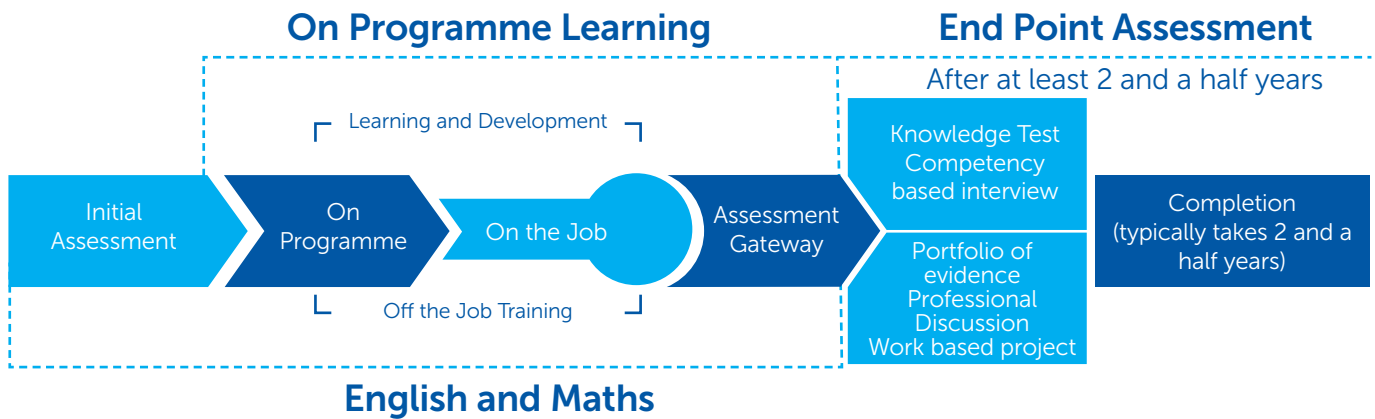 On Programme Learning
End Point Assessment
After at least 2 and a half years
Learning and Development
Initial
Assessment
On
Programme
On the Job
Assessment
Gateway
Knowledge Test
Competency
based interview
Portfolio of
evidence
Professional
Discussion
Work based project
Completion
(typically takes 2 and a
half years)
Off the Job Training
English and Maths